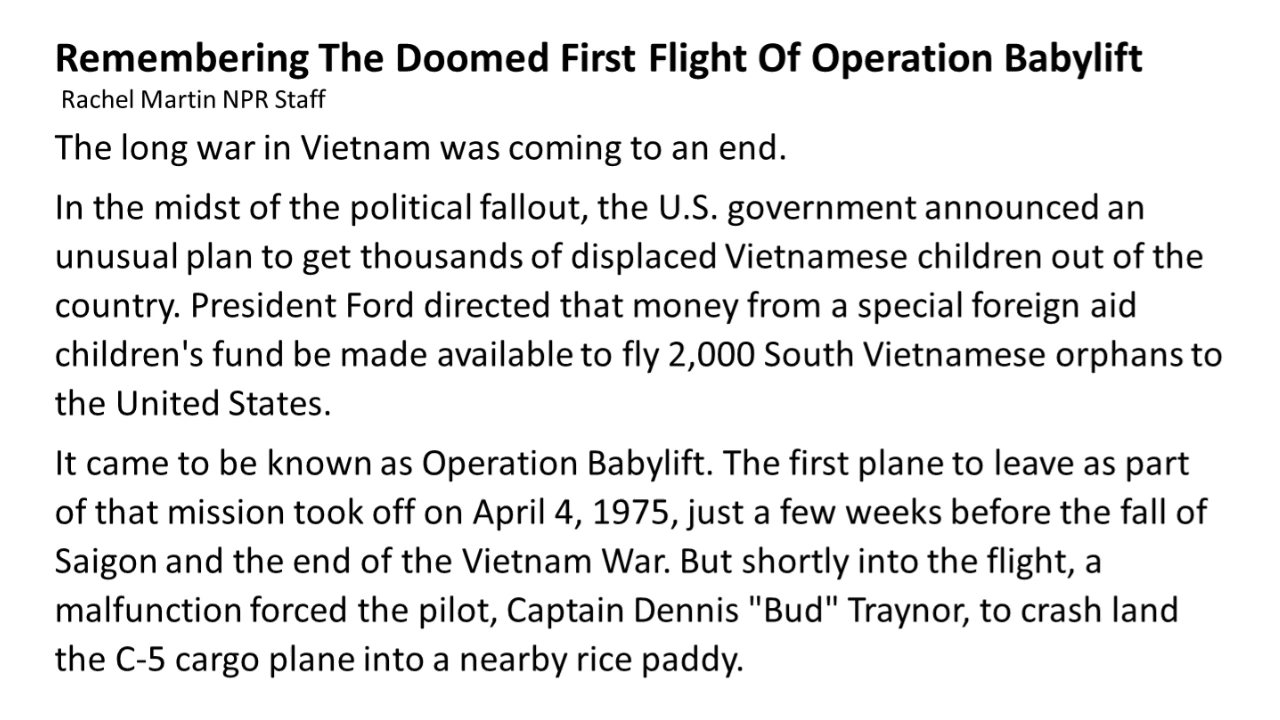 Remembering The Doomed First Flight Of Operation Babylift
Rachel Martin NPR Staff
The long war in Vietnam was coming to an end.
In the midst of the political fallout, the U.S. government announced an
unusual plan to get thousands of displaced Vietnamese children out of the
country. President Ford directed that money from a special foreign aid
children's fund be made available to fly 2,000 South Vietnamese orphans to
the United States.
It came to be known as Operation Babylift. The first plane to leave as part
of that mission took off on April 4, 1975, just a few weeks before the fall of
Saigon and the end of the Vietnam War. But shortly into the flight, a
malfunction forced the pilot, Captain Dennis "Bud" Traynor, to crash land
the C-5 cargo plane into a nearby rice paddy.